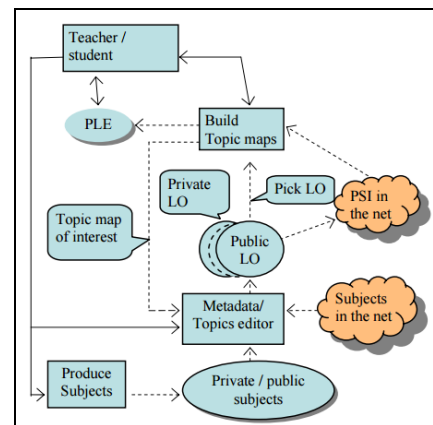 Teacher /
student
PLE
Build
Topic maps
Private
LO
Pick LO
PSI in
the net
Topic map
of interest
Public
LO
Metadata/
Topics editor
Subjects
in the net
Produce
Subjects
Private / public
subjects